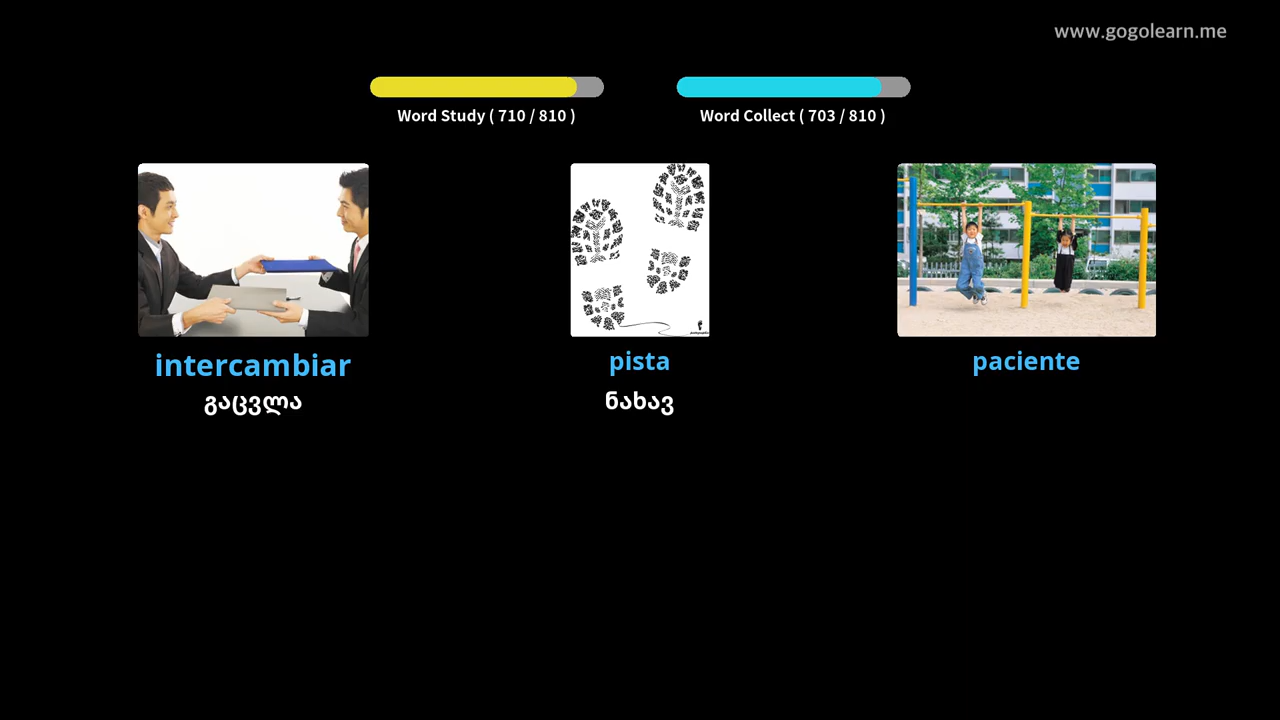 www.gogolearn.me
Word Study ( 710 / 810 )
Word Collect ( 703 / 810 )
intercambiar
გაცვლა
pista
ნახავ
paciente